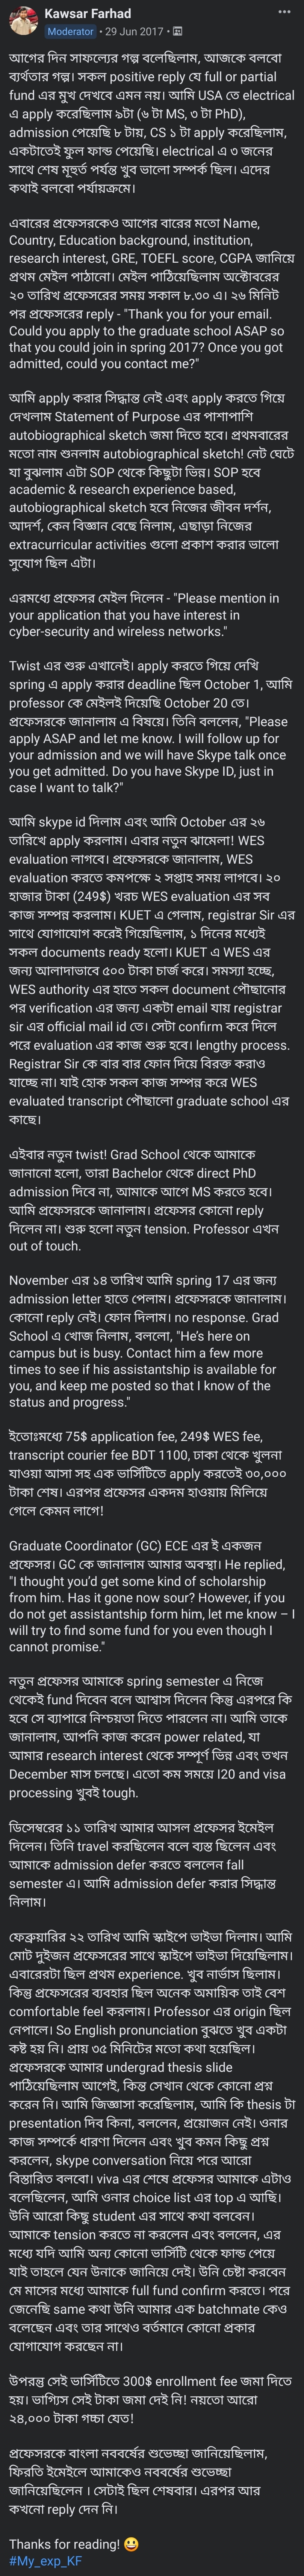 Kawsar Farhad
Moderator • 29 Jun 2017 •
আগের দিন সাফল্যের গল্প বলেছিলাম, আজকে বলবো
ব্যর্থতার গল্প। সকল positive reply যে full or partial
fund এর মুখ দেখবে এমন নয়। আমি USA তে electrical
এ apply করেছিলাম ৯টা (৬ টা MS, ৩ টা PhD),
admission পেয়েছি ৮ টায়, CS ১ টা apply করেছিলাম,
একটাতেই ফুল ফান্ড পেয়েছি। electrical এ ৩ জনের
সাথে শেষ মূহুর্ত পর্যন্ত খুব ভালো সম্পর্ক ছিল। এদের
কথাই বলবো পর্যায়ক্রমে।
এবারের প্রফেসরকেও আগের বারের মতো Name,
Country, Education background, institution,
research interest, GRE, TOEFL score, CGPA জানিয়ে
প্রথম মেইল পাঠানো। মেইল পাঠিয়েছিলাম অক্টোবরের
২০ তারিখ প্রফেসরের সময় সকাল ৮.৩০ এ। ২৬ মিনিট
পর প্রফেসরের reply - "Thank you for your email.
Could you apply to the graduate school ASAP so
that you could join in spring 2017? Once you got
admitted, could you contact me?"
আমি apply করার সিদ্ধান্ত নেই এবং apply করতে গিয়ে
দেখলাম Statement of Purpose এর পাশাপাশি
autobiographical sketch জমা দিতে হবে। প্রথমবারের
মতো নাম শুনলাম autobiographical sketch! নেট ঘেটে
যা বুঝলাম এটা SOP থেকে কিছুটা ভিন্ন। SOP হবে
academic & research experience based,
autobiographical sketch হবে নিজের জীবন দর্শন,
আদর্শ, কেন বিজ্ঞান বেছে নিলাম, এছাড়া নিজের
extracurricular activities গুলো প্রকাশ করার ভালো
সুযোগ ছিল এটা।
এরমধ্যে প্রফেসর মেইল দিলেন - "Please mention in
your application that you have interest in
cyber-security and wireless networks."
Twist এর শুরু এখানেই। apply করতে গিয়ে দেখি
spring এ apply করার deadline ছিল October 1, আমি
professor কে মেইলই দিয়েছি October 20 তে।
প্রফেসরকে জানালাম এ বিষয়ে। তিনি বললেন, "Please
apply ASAP and let me know. I will follow up for
your admission and we will have Skype talk once
you get admitted. Do you have Skype ID, just in
case I want to talk?"
আমি skype id দিলাম এবং আমি October এর ২৬
তারিখে apply করলাম। এবার নতুন ঝামেলা! WES
evaluation লাগবে। প্রফেসরকে জানালাম, WES
evaluation করতে কমপক্ষে ২ সপ্তাহ সময় লাগবে। ২০
হাজার টাকা (249$) খরচ WES evaluation এর সব
কাজ সম্পন্ন করলাম। KUET এ গেলাম, registrar Sir এর
সাথে যোগাযোগ করেই গিয়েছিলাম, ১ দিনের মধ্যেই
সকল documents ready হলো। KUET এ WES এর
জন্য আলাদাভাবে ৫০০ টাকা চার্জ করে। সমস্যা হচ্ছে,
WES authority এর হাতে সকল document পৌছানোর
পর verification এর জন্য একটা email যায় registrar
sir এর official mail id তে। সেটা confirm করে দিলে
পরে evaluation এর কাজ শুরু হবে। lengthy process.
Registrar Sir কে বার বার ফোন দিয়ে বিরক্ত করাও
যাচ্ছে না। যাই হোক সকল কাজ সম্পন্ন করে WES
evaluated transcript পৌছালো graduate school এর
কাছে।
এইবার নতুন twist! Grad School থেকে আমাকে
জানানো হলো, তারা Bachelor থেকে direct PhD
admission দিবে না, আমাকে আগে MS করতে হবে।
আমি প্রফেসরকে জানালাম। প্রফেসর কোনো reply
দিলেন না। শুরু হলো নতুন tension. Professor এখন
out of touch.
November এর ১৪ তারিখ আমি spring 17 এর জন্য
admission letter হাতে পেলাম। প্রফেসরকে জানালাম।
কোনো reply নেই। ফোন দিলাম। no response. Grad
School এ খোজ নিলাম, বললো, "He's here on
campus but is busy. Contact him a few more
times to see if his assistantship is available for
you, and keep me posted so that I know of the
status and progress."
ইতোঃমধ্যে 75$ application fee, 249$ WES fee,
transcript courier fee BDT 1100, ঢাকা থেকে খুলনা
যাওয়া আসা সহ এক ভার্সিটিতে apply করতেই ৩০,০০০
টাকা শেষ। এরপর প্রফেসর একদম হাওয়ায় মিলিয়ে
গেলে কেমন লাগে!
Graduate Coordinator (GC) ECE এর ই একজন
প্রফেসর। GC কে জানালাম আমার অবস্থা। He replied,
"I thought you'd get some kind of scholarship
from him. Has it gone now sour? However, if you
do not get assistantship form him, let me know – I
will try to find some fund for you even though I
cannot promise."
নতুন প্রফেসর আমাকে spring semester এ নিজে
থেকেই fund দিবেন বলে আশ্বাস দিলেন কিন্তু এরপরে কি
হবে সে ব্যাপারে নিশ্চয়তা দিতে পারলেন না। আমি তাকে
জানালাম, আপনি কাজ করেন power related, যা
আমার research interest থেকে সম্পূর্ণ ভিন্ন এবং তখন
December মাস চলছে। এতো কম সময়ে I20 and visa
processing খুবই tough.
ডিসেম্বরের ১১ তারিখ আমার আসল প্রফেসর ইমেইল
দিলেন। তিনি travel করছিলেন বলে ব্যস্ত ছিলেন এবং
আমাকে admission defer করতে বললেন fall
semester এ। আমি admission defer করার সিদ্ধান্ত
নিলাম।
ফেব্রুয়ারির ২২ তারিখ আমি স্কাইপে ভাইভা দিলাম। আমি
মোট দুইজন প্রফেসরের সাথে স্কাইপে ভাইভা দিয়েছিলাম।
এবারেরটা ছিল প্রথম experience. খুব নার্ভাস ছিলাম।
কিন্তু প্রফেসরের ব্যবহার ছিল অনেক অমায়িক তাই বেশ
comfortable feel করলাম। Professor এর origin ছিল
নেপালে। So English pronunciation বুঝতে খুব একটা
কষ্ট হয় নি। প্রায় ৩৫ মিনিটের মতো কথা হয়েছিল।
প্রফেসরকে আমার undergrad thesis slide
পাঠিয়েছিলাম আগেই, কিন্তু সেখান থেকে কোনো প্রশ্ন
করেন নি। আমি জিজ্ঞাসা করেছিলাম, আমি কি thesis টা
presentation দিব কিনা, বললেন, প্রয়োজন নেই। ওনার
কাজ সম্পর্কে ধারণা দিলেন এবং খুব কমন কিছু প্রশ্ন
করলেন, skype conversation নিয়ে পরে আরো
বিস্তারিত বলবো। viva এর শেষে প্রফেসর আমাকে এটাও
বলেছিলেন, আমি ওনার choice list এর top এ আছি।
উনি আরো কিছু student এর সাথে কথা বলবেন।
আমাকে tension করতে না করলেন এবং বললেন, এর
মধ্যে যদি আমি অন্য কোনো ভার্সিটি থেকে ফান্ড পেয়ে
যাই তাহলে যেন উনাকে জানিয়ে দেই। উনি চেষ্টা করবেন
মে মাসের মধ্যে আমাকে full fund confirm করতে। পরে
জেনেছি same কথা উনি আমার এক batchmate কেও
বলেছেন এবং তার সাথেও বর্তমানে কোনো প্রকার
যোগাযোগ করছেন না।
উপরন্তু সেই ভার্সিটিতে 300$ enrollment fee জমা দিতে
হয়। ভাগ্যিস সেই টাকা জমা দেই নি! নয়তো আরো
২৪,০০০ টাকা গচ্চা যেত!
প্রফেসরকে বাংলা নববর্ষের শুভেচ্ছা জানিয়েছিলাম,
ফিরতি ইমেইলে আমাকেও নববর্ষের শুভেচ্ছা
জানিয়েছিলেন । সেটাই ছিল শেষবার। এরপর আর
কখনো reply দেন নি।
Thanks for reading! 😃
#My_exp_KF